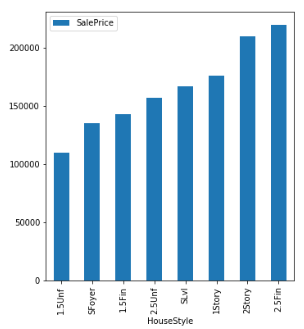 SalePrice
200000
150000
100000
50000
0
1.5Unf
SFoyer
1.5Fin
2.5Unf
SLvl
1Story
2Story
2.5Fin
HouseStyle